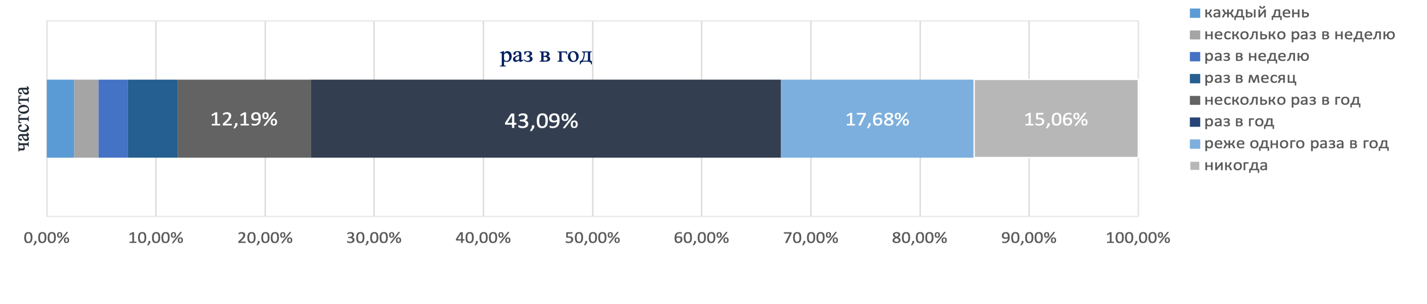 раз в год
частота
12,19%
43,09%
17,68%
15,06%
0,00%
10,00%
20,00%
30,00%
40,00%
50,00%
60,00%
70,00%
80,00%
90,00%
100,00%
каждый день
несколько раз в неделю
раз в неделю
раз в месяц
несколько раз в год
раз в год
реже одного раза в год
никогда